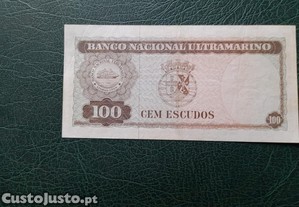 BANCO NACIONAL ULTRAMARINO
100
CEM ESCUDOS
100
CustoJusto.pt